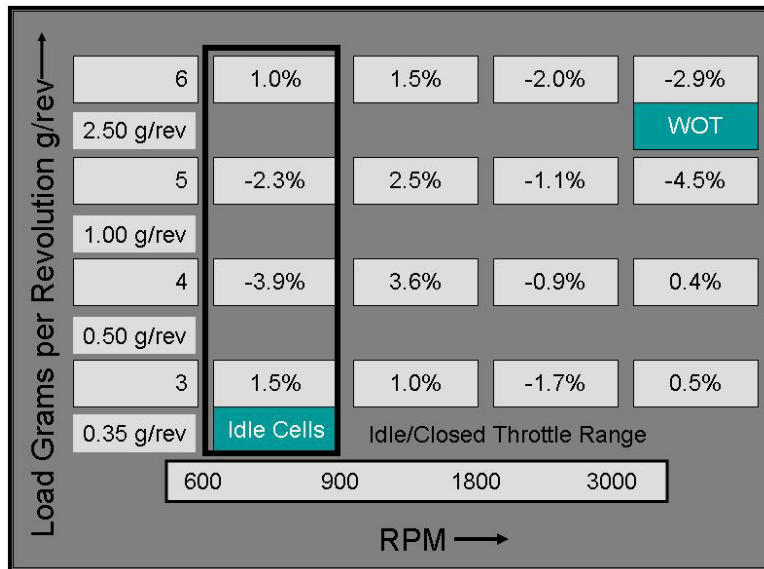 Load Grams per Revolution g/rev
6 1.0% 1.5% -2.0% -2.9%
2.50 g/rev WOT
5 -2.3% 2.5% -1.1% -4.5%
1.00 g/rev
4 -3.9% 3.6% -0.9% 0.4%
0.50 g/rev
3 1.5% 1.0% -1.7% 0.5%
0.35 g/rev Idle Cells Idle/Closed Throttle Range
600 900 1800 3000
RPM